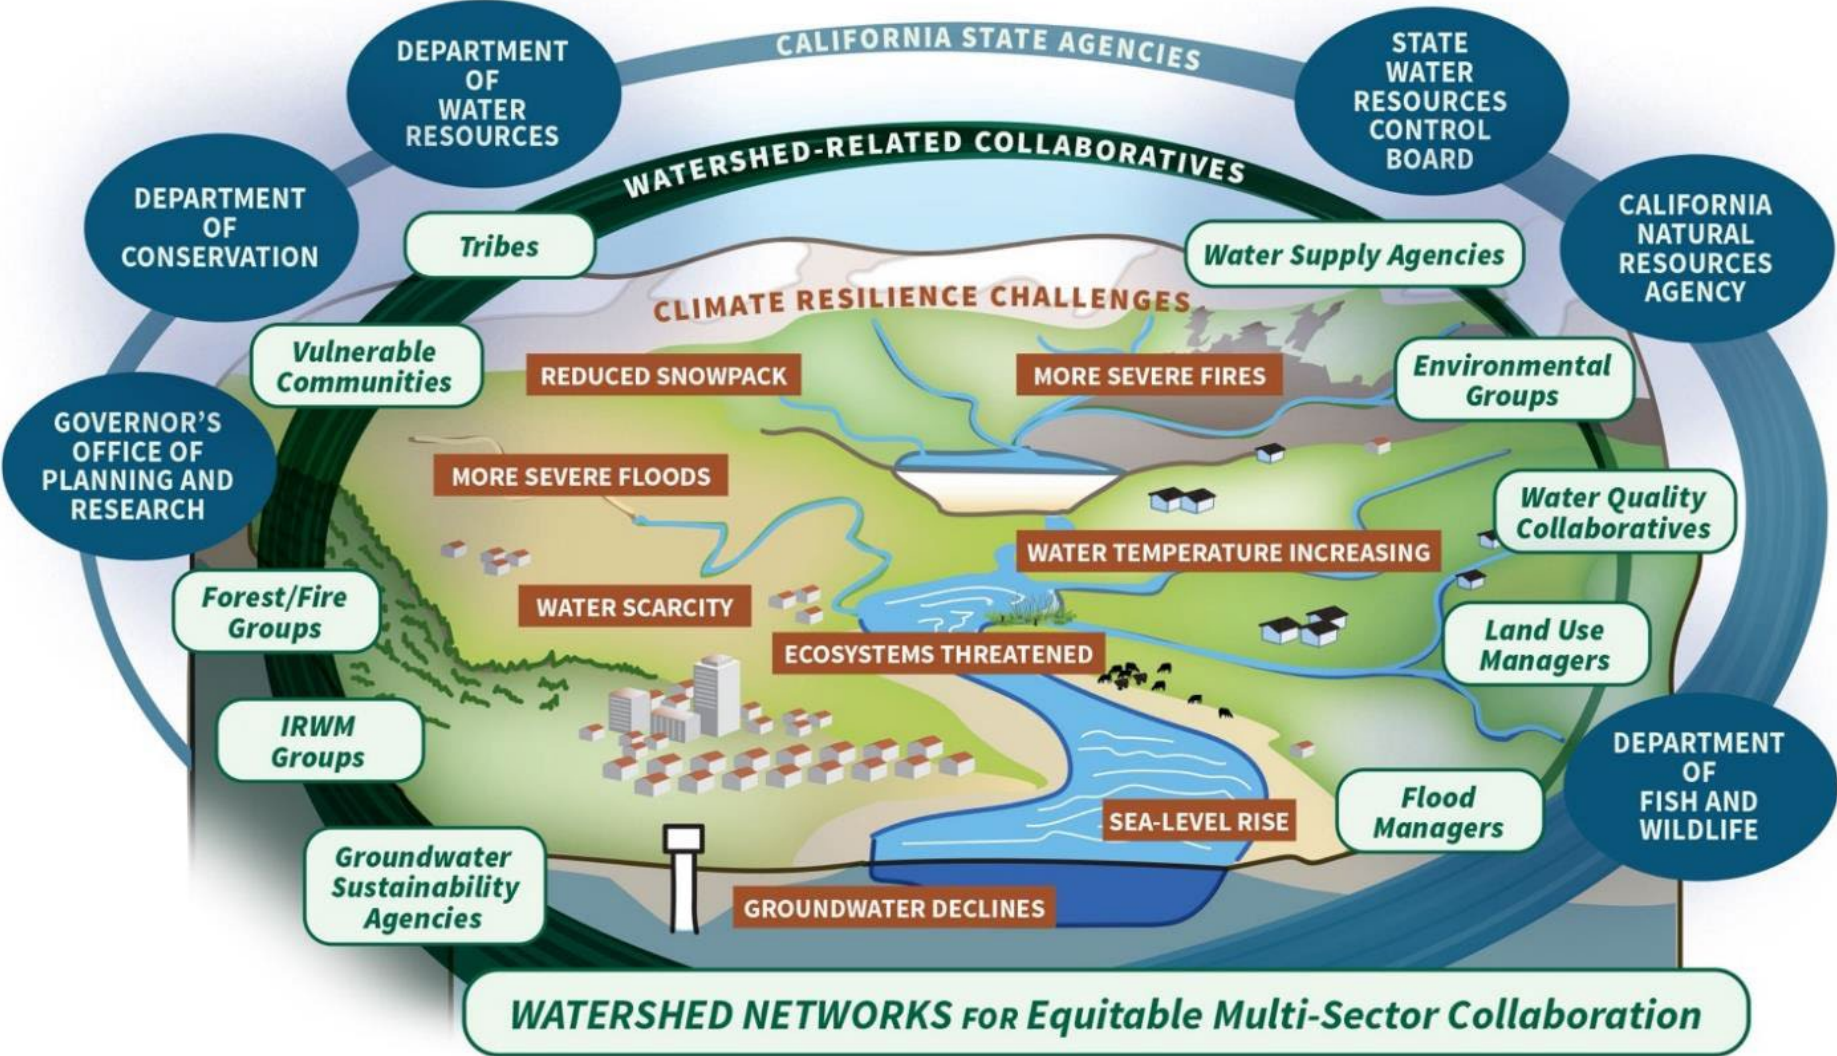 CALIFORNIA STATE AGENCIES
DEPARTMENT
OF
WATER
RESOURCES
STATE
WATER
RESOURCES
CONTROL
BOARD
DEPARTMENT
OF
CONSERVATION
CALIFORNIA
NATURAL
RESOURCES
AGENCY
GOVERNOR'S
OFFICE OF
PLANNING AND
RESEARCH
DEPARTMENT
OF
FISH AND
WILDLIFE
WATERSHED-RELATED COLLABORATIVES
Tribes
Water Supply Agencies
Vulnerable
Communities
Environmental
Groups
Water Quality
Collaboratives
Forest/Fire
Groups
Land Use
Managers
IRWM
Groups
Flood
Managers
Groundwater
Sustainability
Agencies
CLIMATE RESILIENCE CHALLENGES
REDUCED SNOWPACK
MORE SEVERE FIRES
MORE SEVERE FLOODS
WATER TEMPERATURE INCREASING
WATER SCARCITY
ECOSYSTEMS THREATENED
SEA-LEVEL RISE
GROUNDWATER DECLINES
WATERSHED NETWORKS FOR Equitable Multi-Sector Collaboration